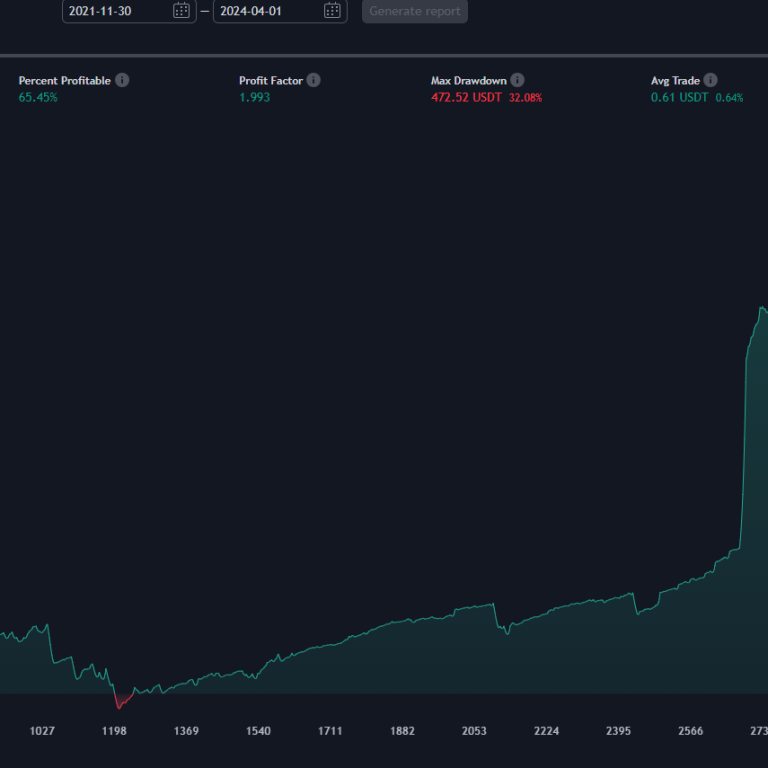 2021-11-30 — 2024-04-01 Generate report
Percent Profitable Profit Factor Max Drawdown Avg Trade
65.45% 1.993 472.52 USDT 32.08% 0.61 USDT 0.64%
1027 1198 1369 1540 1711 1882 2053 2224 2395 2566 273